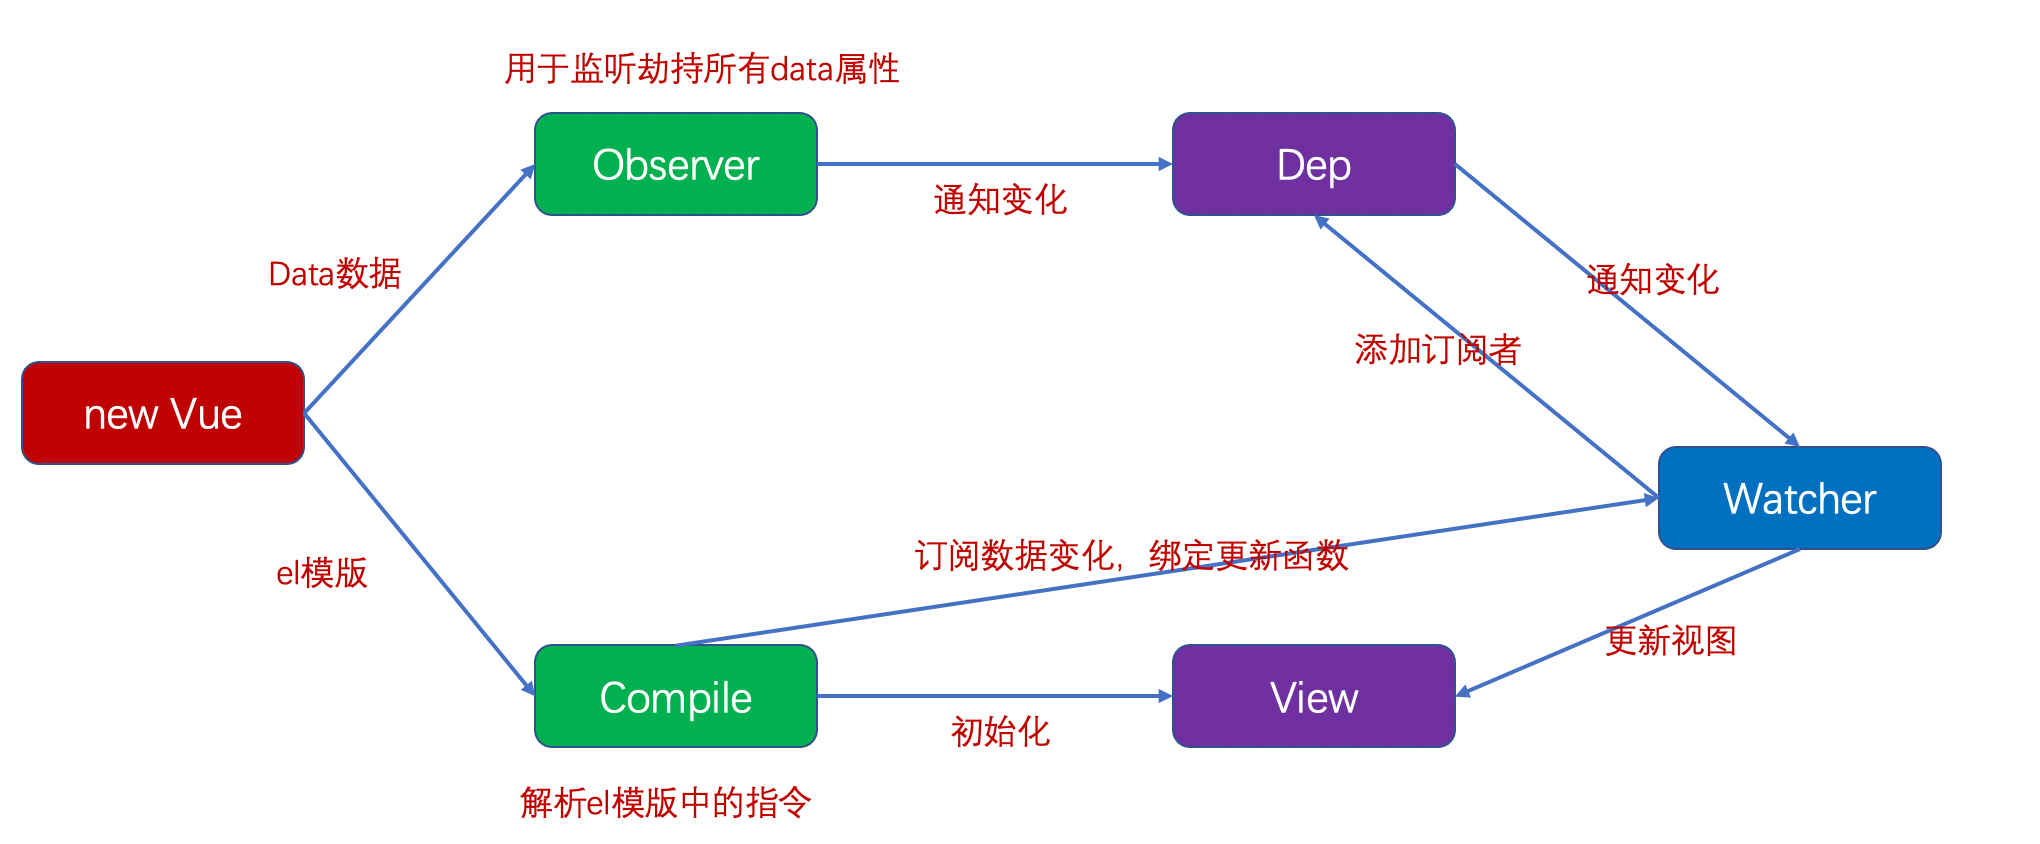 用于监听劫持所有data属性
Observer
Dep
通知变化
Data数据
通知变化
添加订阅者
new Vue
Watcher
订阅数据变化，绑定更新函数
el模版
更新视图
Compile
View
初始化
解析el模版中的指令